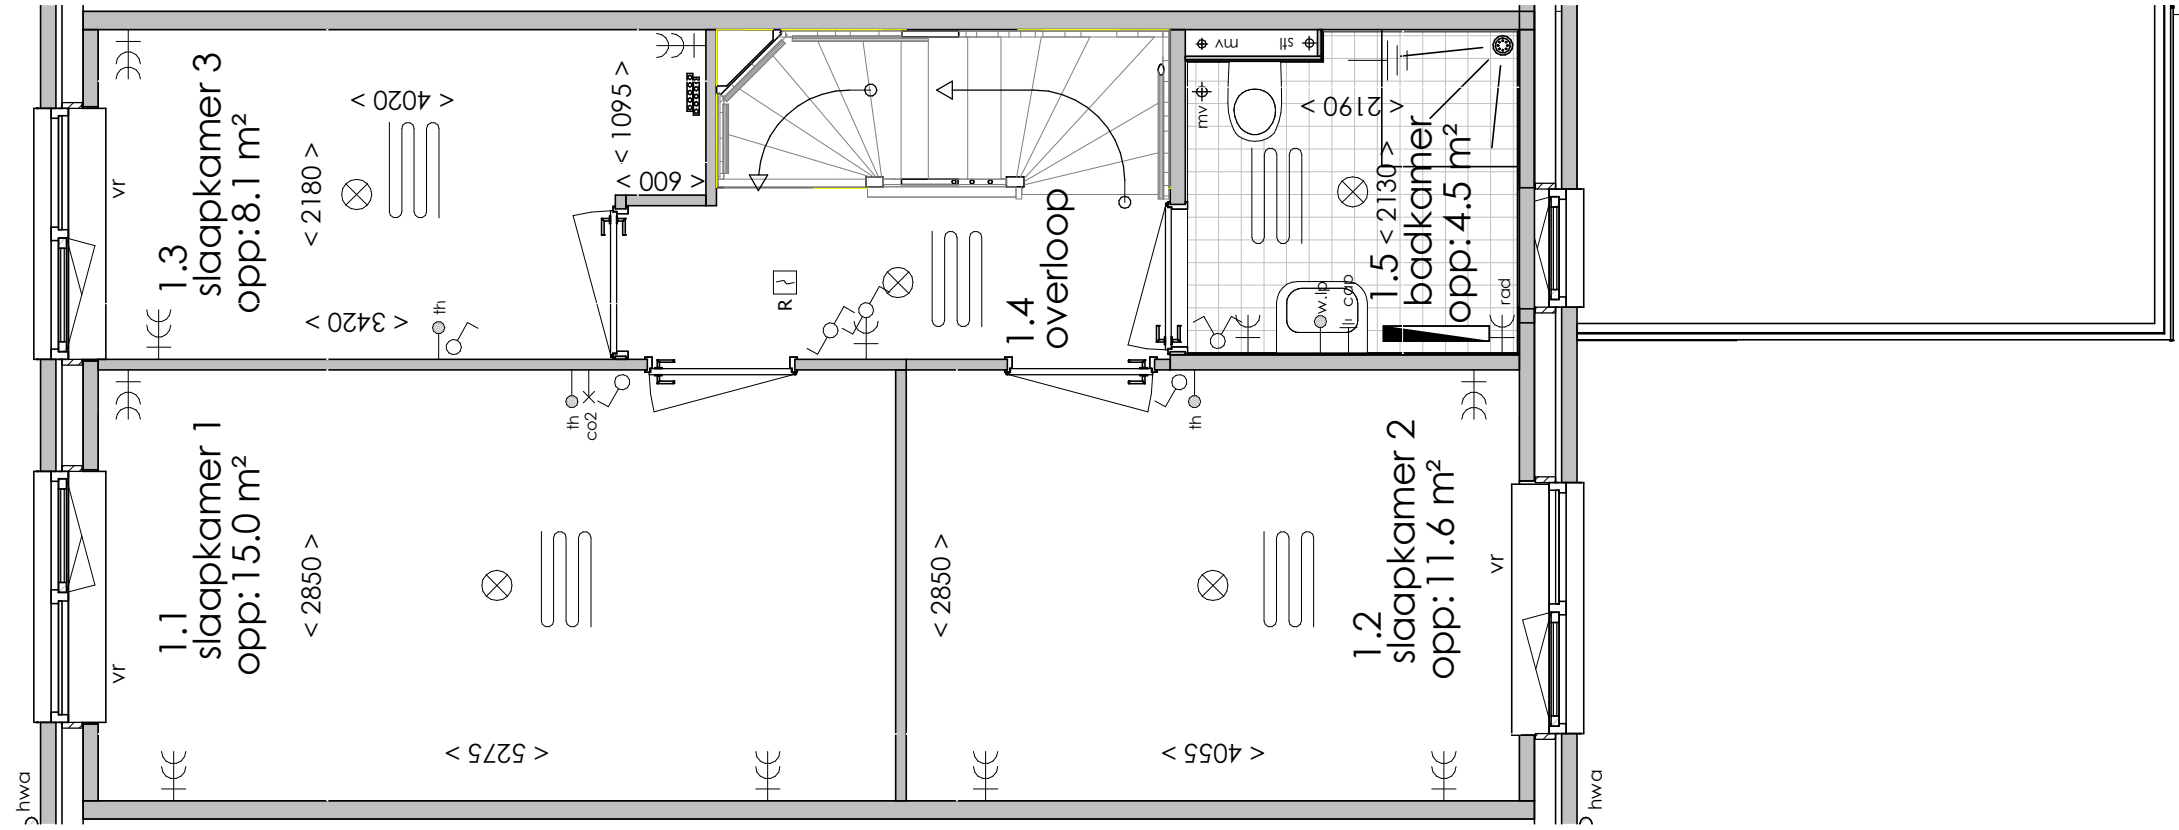 1.3
slaapkamer 3
opp:8.1 m²
vr
< 4020 >
< 2180 >
< 3420 >
th
< 1095 >
< 600 >
R
1.4
overloop
mv
stl
mv
< 2190 >
1.5
< 2130 >
badkamer
opp:4.5 m²
w.lp
cap
rad
1.1
slaapkamer 1
opp:15.0 m²
vr
< 2850 >
< 5275 >
th
co2
1.2
slaapkamer 2
opp:11.6 m²
vr
< 2850 >
< 4055 >
th
hwa
hwa